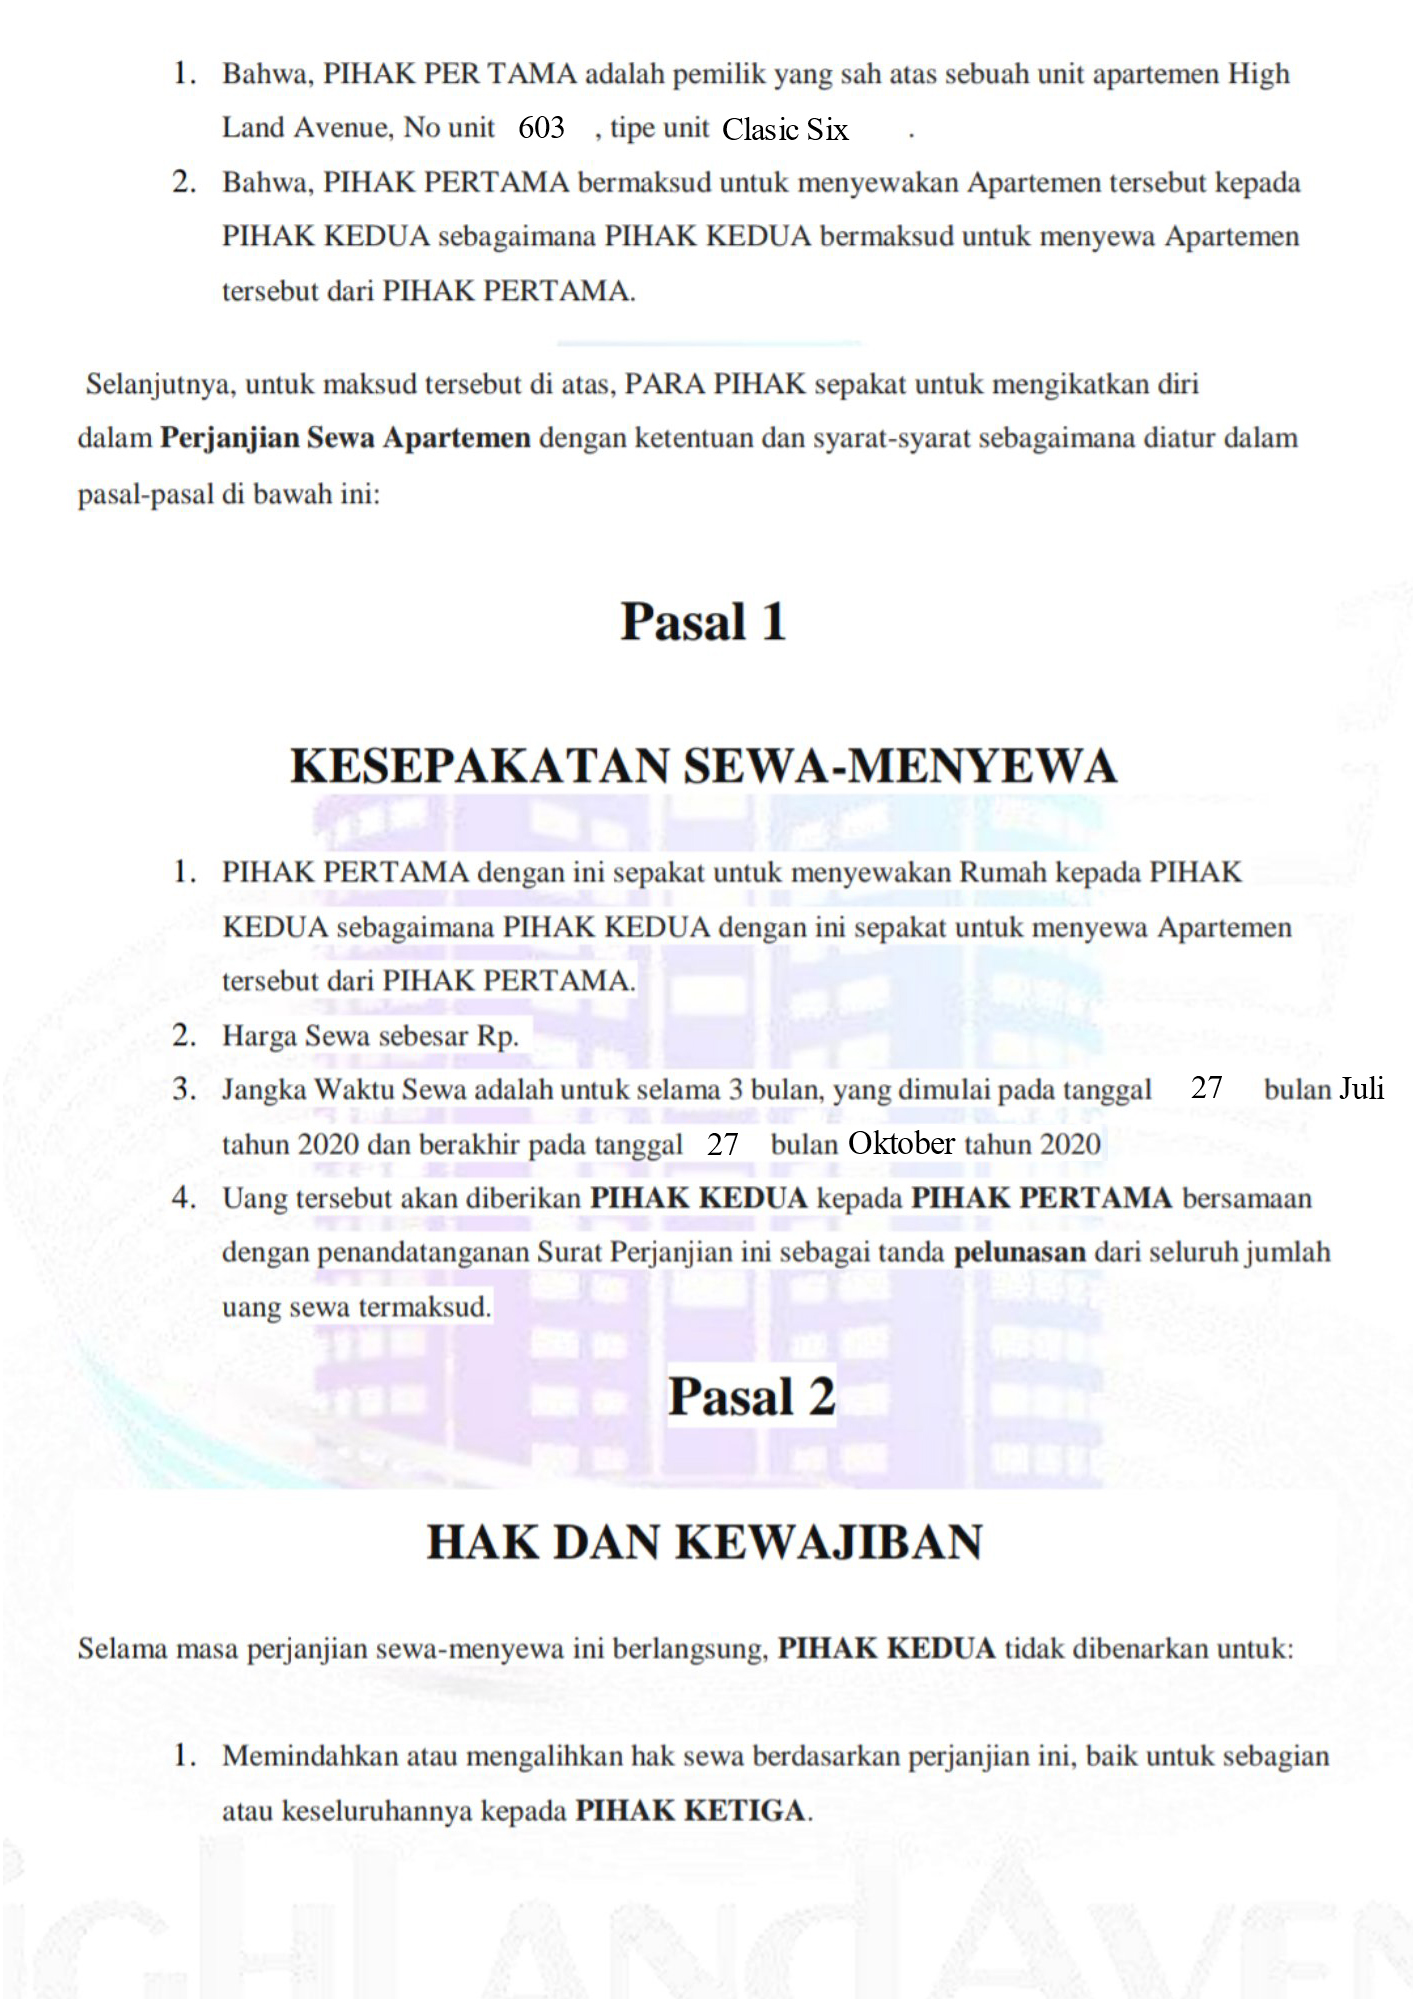 1. Bahwa, PIHAK PER TAMA adalah pemilik yang sah atas sebuah unit apartemen High
Land Avenue, No unit 603 , tipe unit Clasic Six .
2. Bahwa, PIHAK PERTAMA bermaksud untuk menyewakan Apartemen tersebut kepada
PIHAK KEDUA sebagaimana PIHAK KEDUA bermaksud untuk menyewa Apartemen
tersebut dari PIHAK PERTAMA.
Selanjutnya, untuk maksud tersebut di atas, PARA PIHAK sepakat untuk mengikatkan diri
dalam Perjanjian Sewa Apartemen dengan ketentuan dan syarat-syarat sebagaimana diatur dalam
pasal-pasal di bawah ini:
Pasal 1
KESEPAKATAN SEWA-MENYEWA
1. PIHAK PERTAMA dengan ini sepakat untuk menyewakan Rumah kepada PIHAK
KEDUA sebagaimana PIHAK KEDUA dengan ini sepakat untuk menyewa Apartemen
tersebut dari PIHAK PERTAMA.
2. Harga Sewa sebesar Rp.
3. Jangka Waktu Sewa adalah untuk selama 3 bulan, yang dimulai pada tanggal 27 bulan Juli
tahun 2020 dan berakhir pada tanggal 27 bulan Oktober tahun 2020
4. Uang tersebut akan diberikan PIHAK KEDUA kepada PIHAK PERTAMA bersamaan
dengan penandatanganan Surat Perjanjian ini sebagai tanda pelunasan dari seluruh jumlah
uang sewa termaksud.
Pasal 2
HAK DAN KEWAJIBAN
Selama masa perjanjian sewa-menyewa ini berlangsung, PIHAK KEDUA tidak dibenarkan untuk:
1. Memindahkan atau mengalihkan hak sewa berdasarkan perjanjian ini, baik untuk sebagian
atau keseluruhannya kepada PIHAK KETIGA.